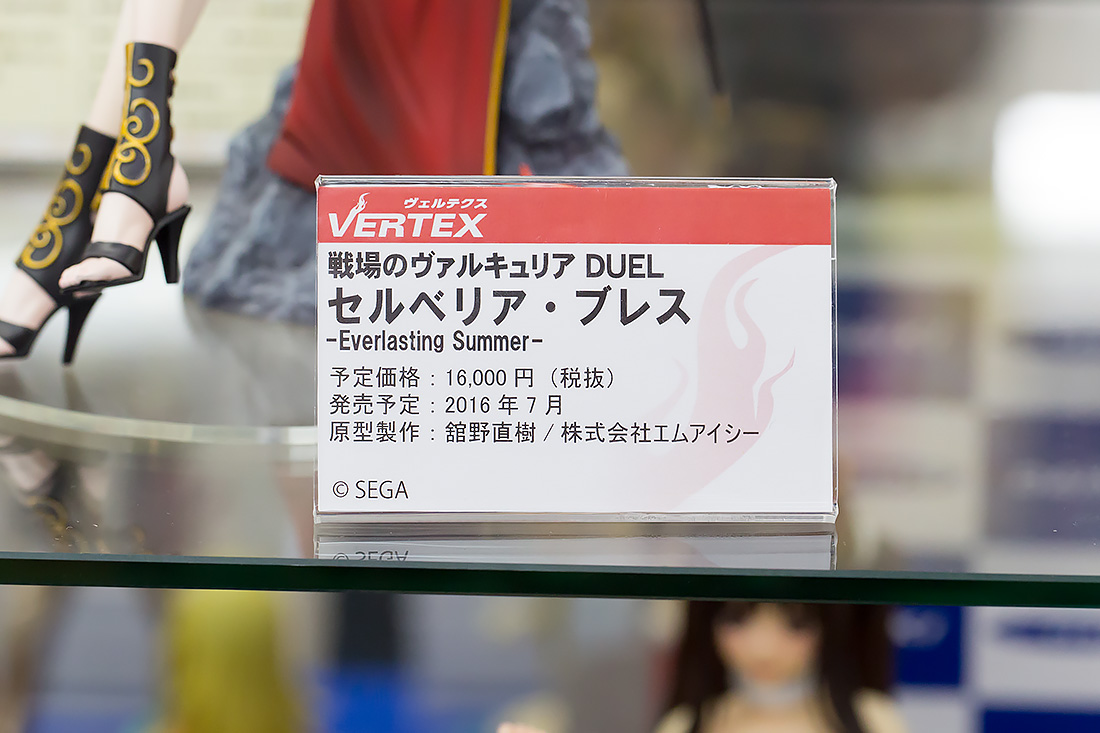 ヴェルテクス
VERTEX
戦場のヴァルキュリア DUEL
セルベリア・ブレス
-Everlasting Summer-
予定価格：16,000 円（税抜）
発売予定：2016 年 7 月
原型製作：舘野直樹 / 株式会社エムアイシー
© SEGA